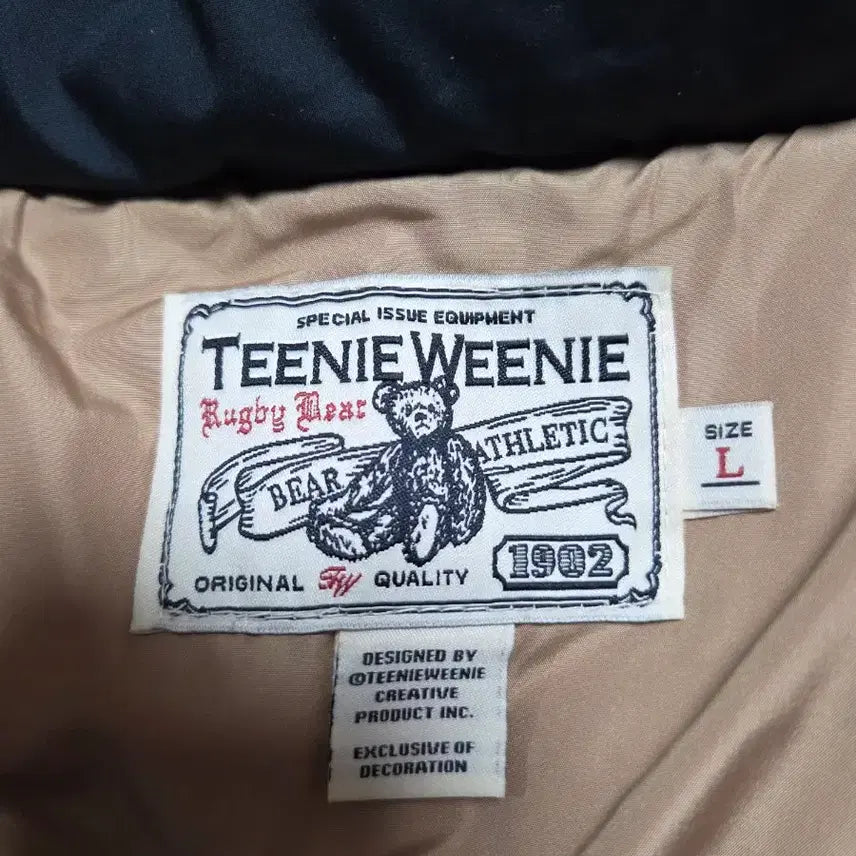 SPECIAL ISSUE EQUIPMENT
TEENIE WEENIE
Rugby Bear
BEAR ATHLETIC
1902
ORIGINAL TW QUALITY
SIZE
L
DESIGNED BY
©TEENIEWEENIE
CREATIVE
PRODUCT INC.
EXCLUSIVE OF
DECORATION